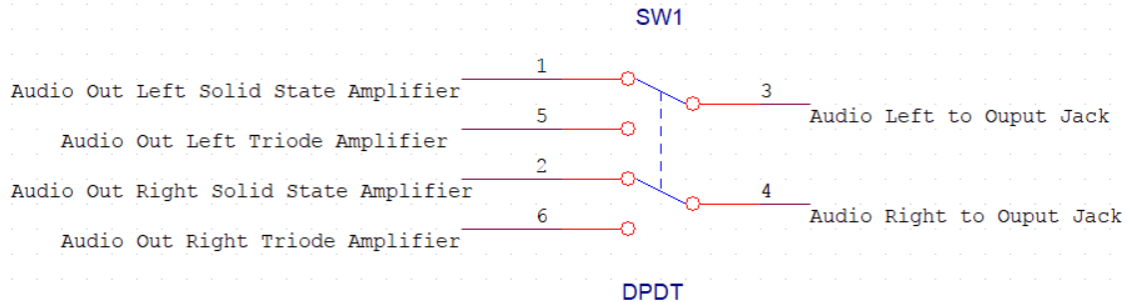 SW1
1
Audio Out Left Solid State Amplifier
3
Audio Left to Ouput Jack
5
Audio Out Left Triode Amplifier
2
Audio Out Right Solid State Amplifier
4
Audio Right to Ouput Jack
6
Audio Out Right Triode Amplifier
DPDT